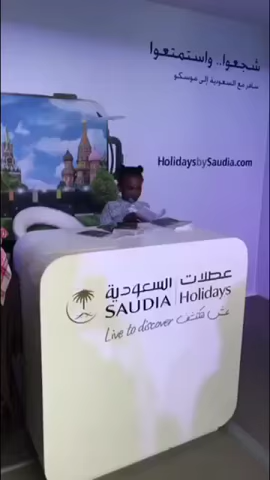 شجعوا.. واستمتعوا
سافر مع السعودية إلى موسكو
HolidaysbySaudia.com
عطلات السعودية
SAUDIA Holidays
Live to discover عش لتكتشف